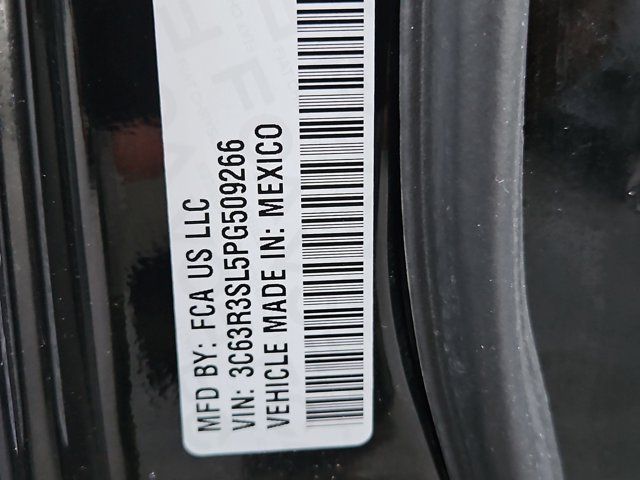 MFD BY: FCA US LLC
VIN: 3C63R3SL5PG509266
VEHICLE MADE IN: MEXICO